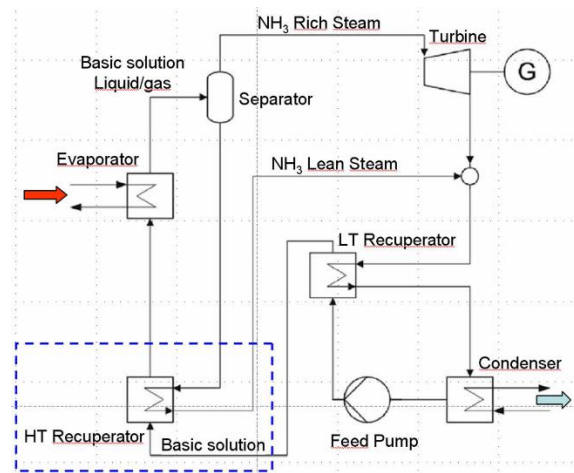 NH3 Rich Steam
Turbine
Basic solution
Liquid/gas
G
Separator
Evaporator
NH3 Lean Steam
LT Recuperator
Condenser
HT Recuperator
Basic solution
Feed Pump